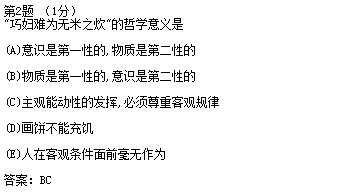 第2题 （1分）
"巧妇难为无米之炊"的哲学意义是
(A)意识是第一性的,物质是第二性的
(B)物质是第一性的,意识是第二性的
(C)主观能动性的发挥,必须尊重客观规律
(D)画饼不能充饥
(E)人在客观条件面前毫无作为
答案：BC